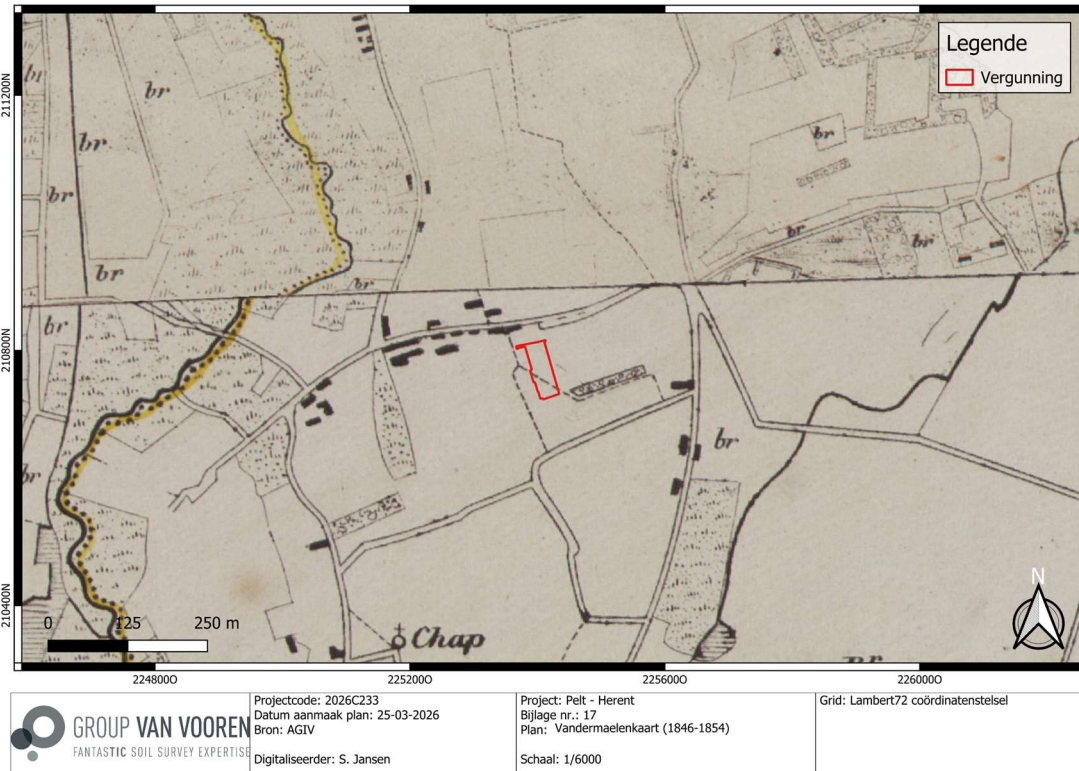 Legende
Vergunning
br
br
br
br
br
br
br
br
br
br
br
br
Chap
N
0 125 250 m
211200N
210800N
210400N
224800O
225200O
225600O
226000O
GROUP VAN VOOREN
FANTASTIC SOIL SURVEY EXPERTISE
Projectcode: 2026C233
Datum aanmaak plan: 25-03-2026
Bron: AGIV
Digitaliseerder: S. Jansen
Project: Pelt - Herent
Bijlage nr.: 17
Plan: Vandermaelenkaart (1846-1854)
Schaal: 1/6000
Grid: Lambert72 coördinatenstelsel